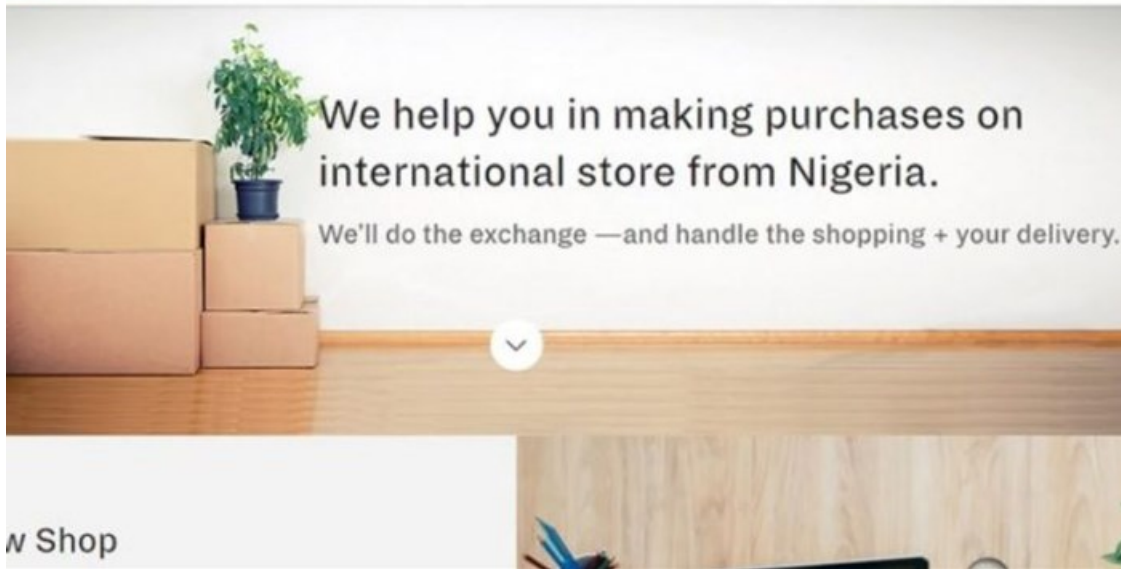 We help you in making purchases on
international store from Nigeria.
We'll do the exchange —and handle the shopping + your delivery.
w Shop